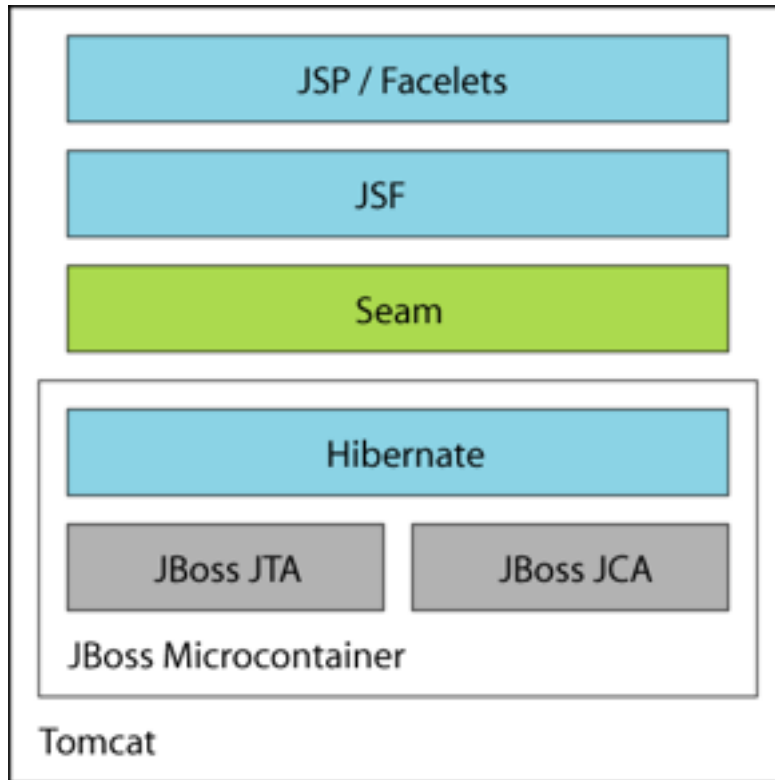 JSP / Facelets
JSF
Seam
Hibernate
JBoss JTA
JBoss JCA
JBoss Microcontainer
Tomcat